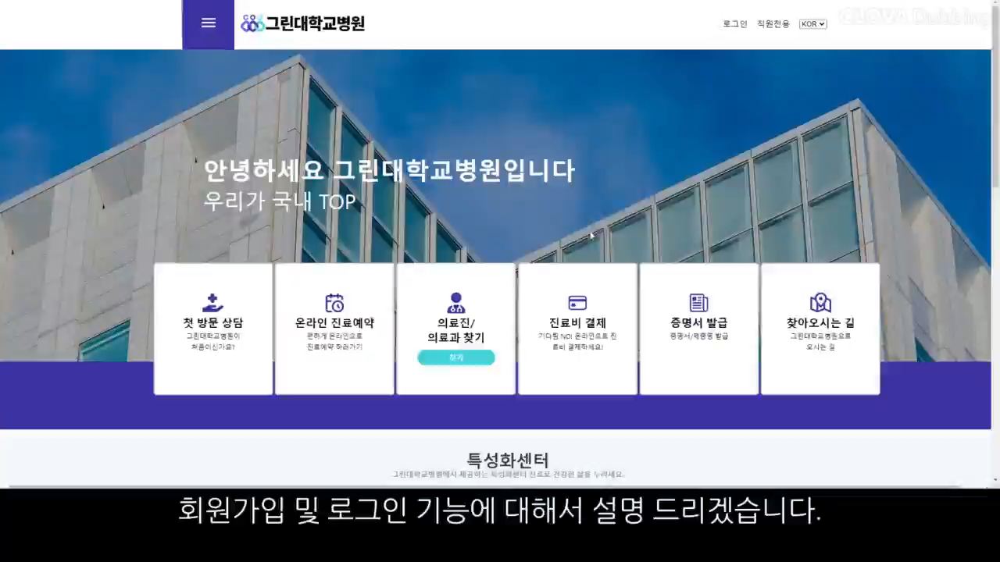 그린대학교병원
로그인 직원전용 KOR
CLOVA Dubbing
안녕하세요 그린대학교병원입니다
우리가 국내 TOP
첫 방문 상담
그린대학교병원이
처음이신가요?
온라인 진료예약
편하게 온라인으로
진료예약 하러가기
의료진/
의료과 찾기
찾기
진료비 결제
기다림 NO! 온라인으로 진
료비 결제하세요!
증명서 발급
증명서/제증명 발급
찾아오시는 길
그린대학교병원으로
오시는 길
특성화센터
그린대학교병원에서 제공하는 특성화센터 진료로 건강한 삶을 누리세요.
회원가입 및 로그인 기능에 대해서 설명 드리겠습니다.